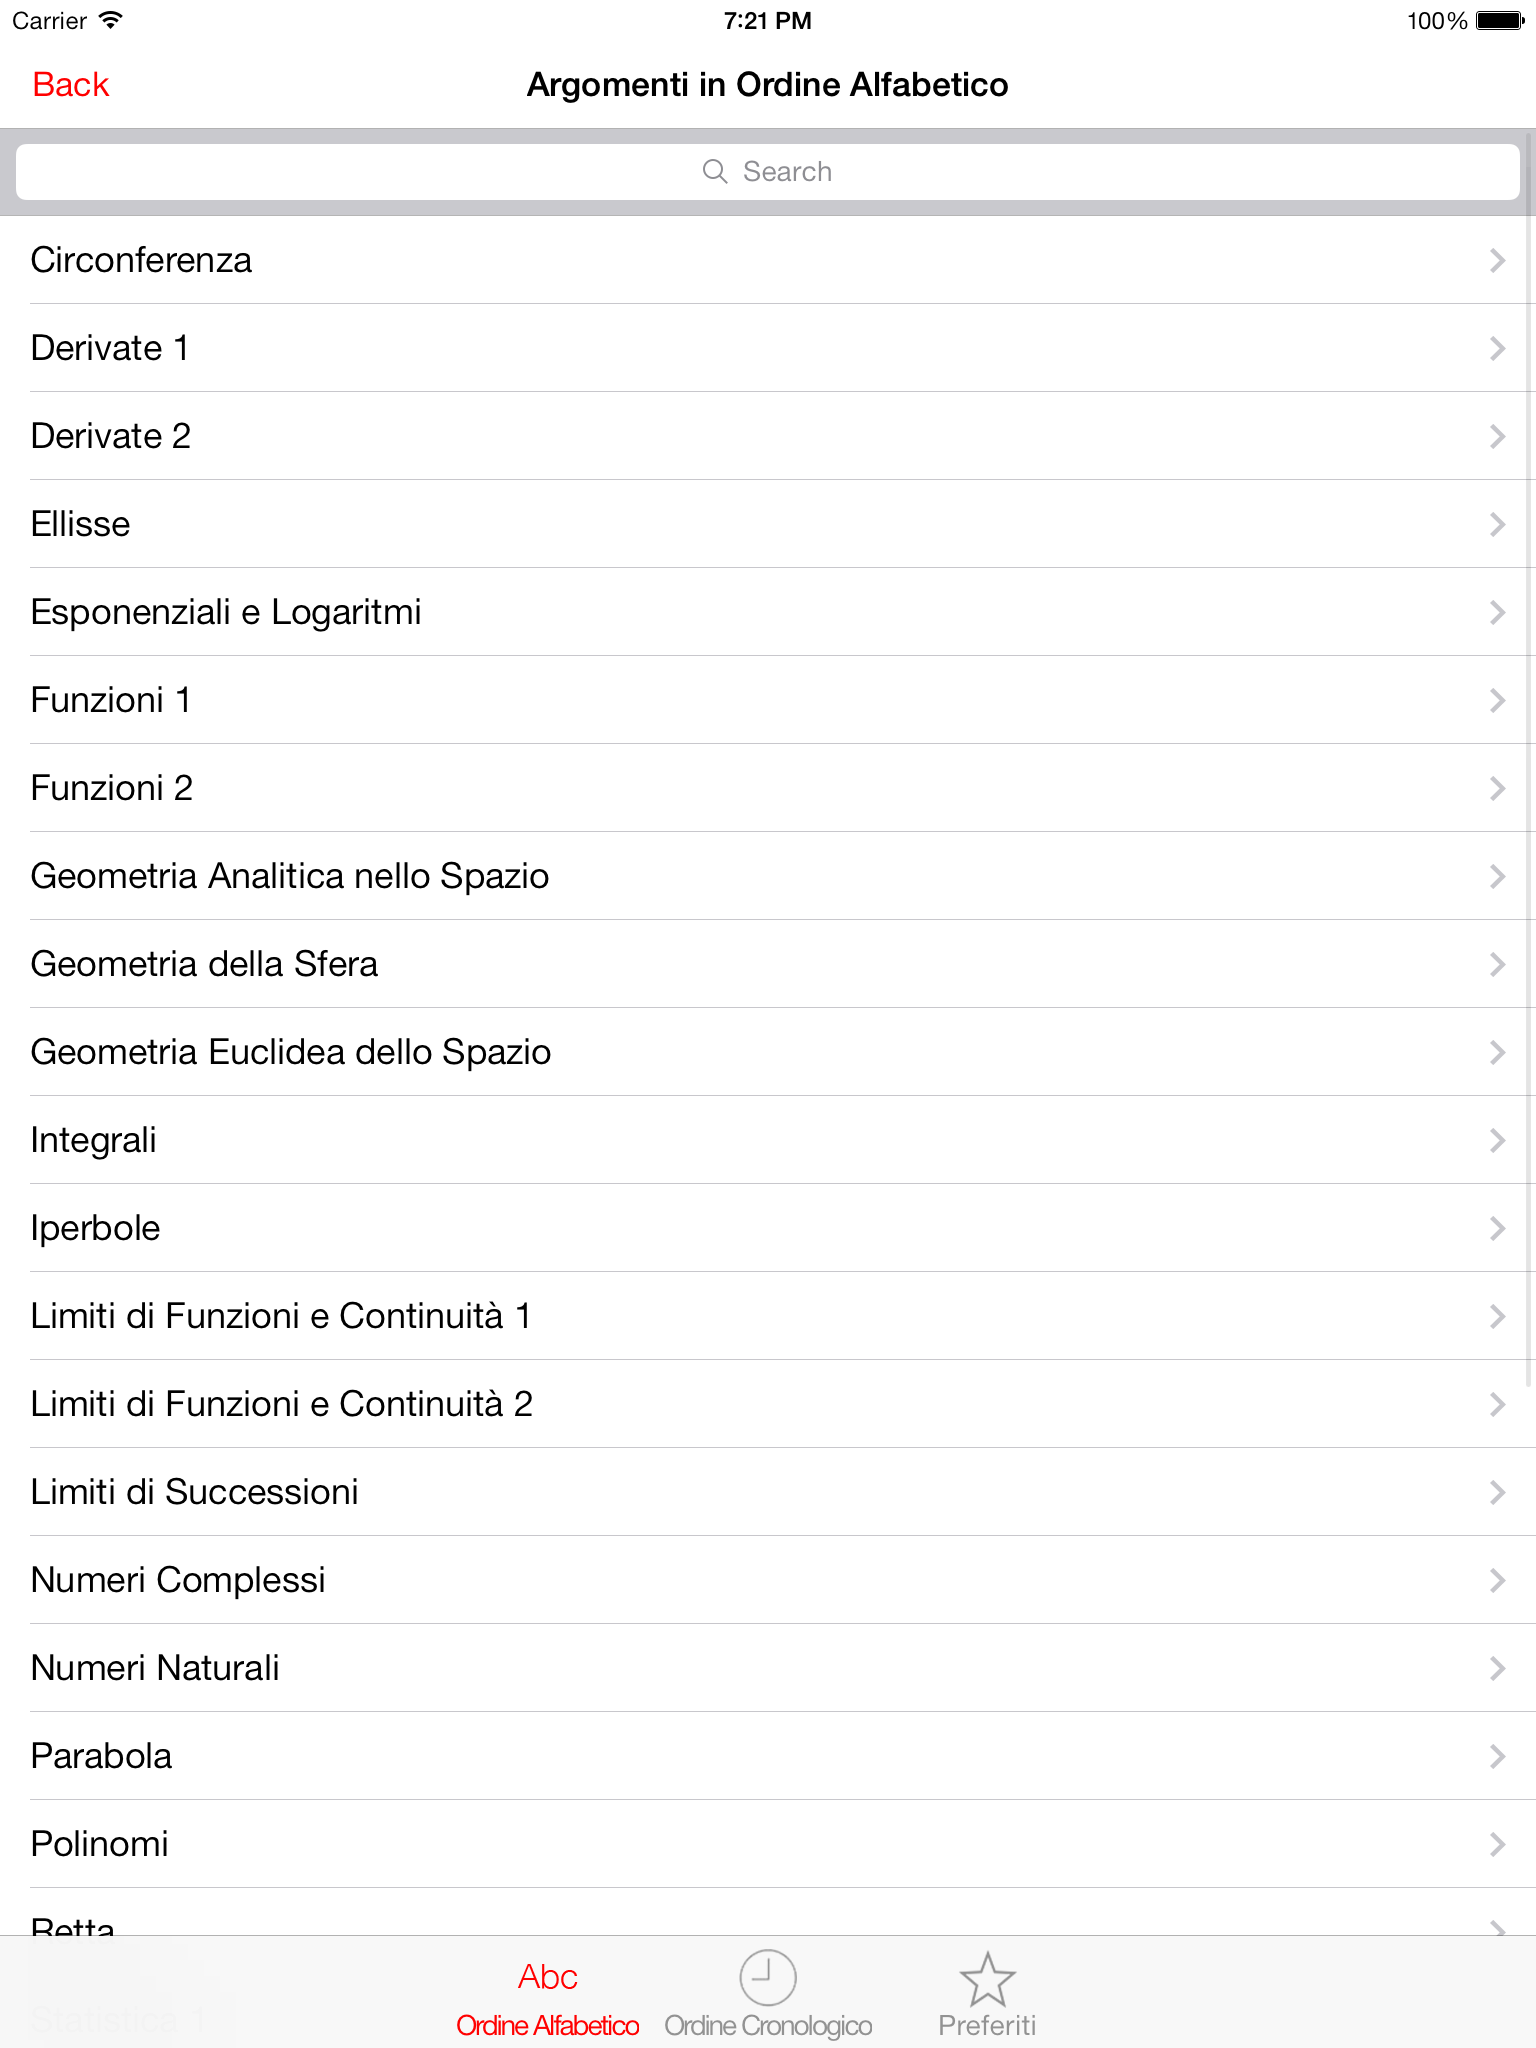 Carrier 7:21 PM 100%
Back Argomenti in Ordine Alfabetico
Search
Circonferenza
Derivate 1
Derivate 2
Ellisse
Esponenziali e Logaritmi
Funzioni 1
Funzioni 2
Geometria Analitica nello Spazio
Geometria della Sfera
Geometria Euclidea dello Spazio
Integrali
Iperbole
Limiti di Funzioni e Continuità 1
Limiti di Funzioni e Continuità 2
Limiti di Successioni
Numeri Complessi
Numeri Naturali
Parabola
Polinomi
Retta
Statistica 1
Abc
Ordine Alfabetico Ordine Cronologico Preferiti